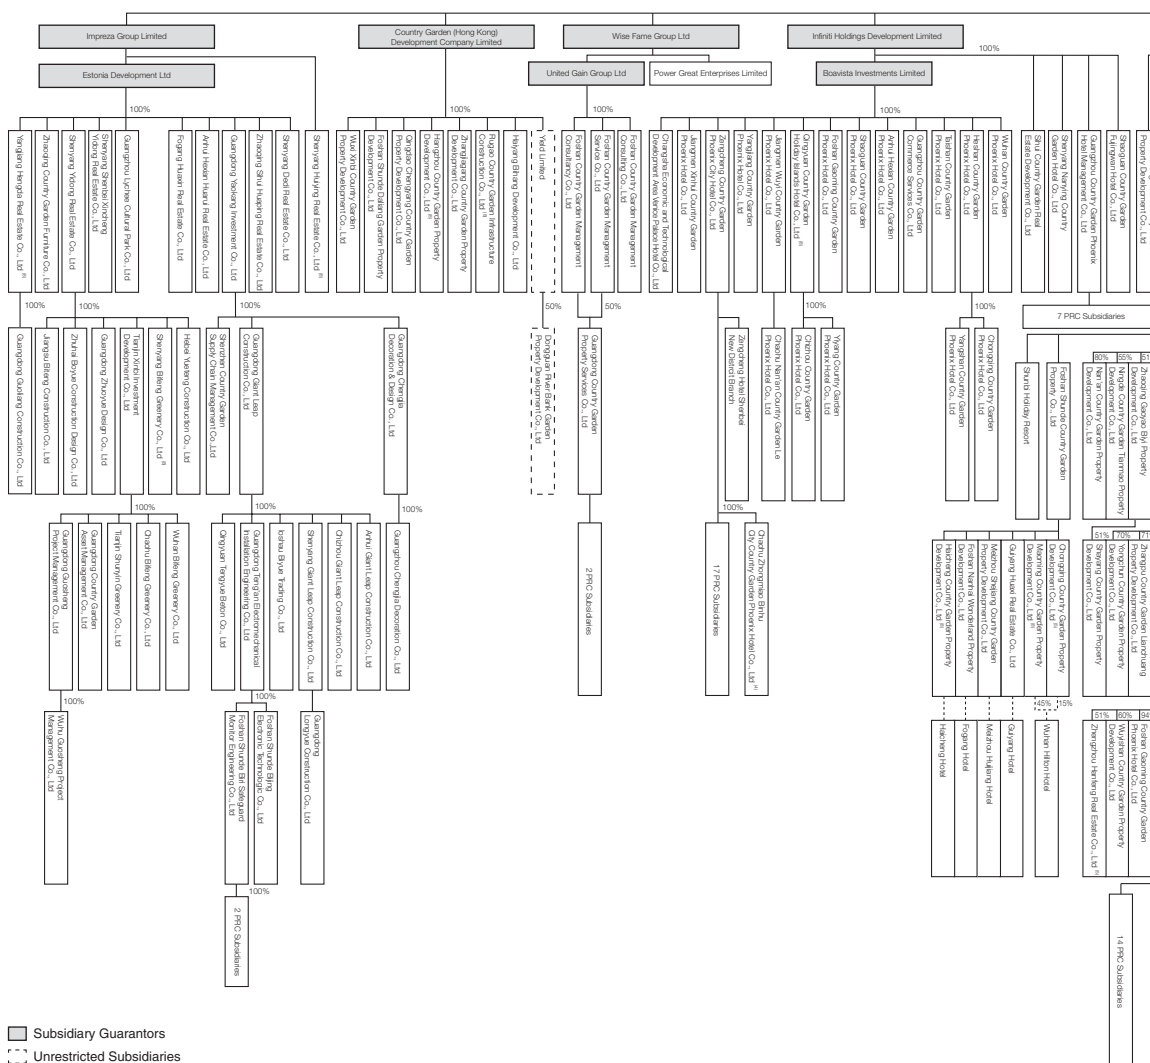 Impreza Group Limited
Country Garden (Hong Kong)
Development Company Limited
Wise Fame Group Ltd
Infiniti Holdings Development Limited
100%
Estonia Development Ltd
United Gain Group Ltd
Power Great Enterprises Limited
Boavista Investments Limited
100%
100%
100%
100%
Yangjiang Hengda Real Estate Co., Ltd
Zhaoqing Country Garden Furniture Co., Ltd
Shenyang Yidong Real Estate Co., Ltd
Shenyang Shenbei Xincheng
Yidong Real Estate Co., Ltd
Guangzhou Lychee Cultural Park Co., Ltd
Fogang Huasin Real Estate Co., Ltd
Anhui Hexian Huarui Real Estate Co., Ltd
Guangdong Yaokang Investment Co., Ltd
Zhaoqing Sihui Huaping Real Estate Co., Ltd
Shenyang Dedi Real Estate Co., Ltd
Shenyang Huiying Real Estate Co., Ltd
Wuxi Xinbi Country Garden
Property Development Co., Ltd
Foshan Shunde Daliang Garden Property
Development Co., Ltd
Qingdao Chengyang Country Garden
Property Development Co., Ltd
Hangzhou Country Garden Property
Development Co., Ltd
Zhangjiagang Country Garden Property
Development Co., Ltd
Rugao Country Garden Infrastructure
Construction Co., Ltd
Haiyang Bihang Development Co., Ltd
Yield Limited
Foshan Country Garden Management
Consultancy Co., Ltd
Foshan Country Garden Management
Service Co., Ltd
Foshan Country Garden Management
Consulting Co., Ltd
Changsha Economic and Technological
Development Area Venice Palace Hotel Co., Ltd
Jiangmen Xinhui Country Garden
Phoenix Hotel Co., Ltd
Zengcheng Country Garden
Phoenix City Hotel Co., Ltd
Yangjiang Country Garden
Phoenix Hotel Co., Ltd
Jiangmen Wuyi Country Garden
Phoenix Hotel Co., Ltd
Qingyuan Country Garden
Holiday Islands Hotel Co., Ltd
Foshan Gaoming Country Garden
Phoenix Hotel Co., Ltd
Shaoguan Country Garden
Phoenix Hotel Co., Ltd
Anhui Hexian Country Garden
Phoenix Hotel Co., Ltd
Guangzhou Country Garden
Commerce Services Co., Ltd
Taishan Country Garden
Phoenix Hotel Co., Ltd
Heshan Country Garden
Phoenix Hotel Co., Ltd
Wuhan Country Garden
Phoenix Hotel Co., Ltd
Sihui Country Garden Real
Estate Development Co., Ltd
Shenyang Nanying Country
Garden Hotel Co., Ltd
Guangzhou Country Garden Phoenix
Hotel Management Co., Ltd
Shaoguan Country Garden
Fujingwan Hotel Co., Ltd
Property Development Co., Ltd
100%
100%
100%
50%
50%
100%
100%
7 PRC Subsidiaries
Guangdong Guoliang Construction Co., Ltd
Jiangsu Bifeng Construction Co., Ltd
Zhuhai Boyue Construction Design Co., Ltd
Guangdong Zhuoyue Design Co., Ltd
Tianjin Xinbi Investment
Development Co., Ltd
Shenyang Bifeng Greenery Co., Ltd
Hebei Yueteng Construction Co., Ltd
Shenzhen Country Garden
Supply Chain Management Co., Ltd
Guangdong Giant Leap
Construction Co., Ltd
Guangdong Chengjia
Decoration & Design Co., Ltd
Dongguan River Bank Garden
Property Development Co., Ltd
Guangdong Country Garden
Property Services Co., Ltd
Zengcheng Hotel Shenbei
New District Branch
Chaohu Nan'an Country Garden Le
Phoenix Hotel Co., Ltd
Chizhou Country Garden
Phoenix Hotel Co., Ltd
Yiyang Country Garden
Phoenix Hotel Co., Ltd
Yangshan Country Garden
Phoenix Hotel Co., Ltd
Chongqing Country Garden
Phoenix Hotel Co., Ltd
Shunbi Holiday Resort
Foshan Shunde Country Garden
Property Co., Ltd
80%
55%
51
Nan'an Country Garden Property
Development Co., Ltd
Ningde Country Garden Tianmao Property
Development Co., Ltd
Zhaoqing Gaoyao Biyi Property
Development Co., Ltd
100%
100%
100%
100%
100%
Guangdong Guosheng
Project Management Co., Ltd
Guangdong Country Garden
Asset Management Co., Ltd
Tianjin Shunyin Greenery Co., Ltd
Chaohu Bifeng Greenery Co., Ltd
Wuhan Bifeng Greenery Co., Ltd
Qingyuan Tengyue Beton Co., Ltd
Guangdong Teng'an Electromechanical
Installation Engineering Co., Ltd
Biyue Trading Co., Ltd
Shenyang Giant Leap Construction Co., Ltd
Chizhou Giant Leap Construction Co., Ltd
Anhui Giant Leap Construction Co., Ltd
Guangzhou Chengjia Decoration Co., Ltd
2 PRC Subsidiaries
17 PRC Subsidiaries
Chaohu Zhongmiao Binhu
City Country Garden Phoenix Hotel Co., Ltd
Haicheng Country Garden Property
Development Co., Ltd
Foshan Nanhai Wonderland Property
Development Co., Ltd
Meizhou Shejiang Country Garden
Property Development Co., Ltd
Guiyang Huaxi Real Estate Co., Ltd
Maoming Country Garden Property
Development Co., Ltd
Chongqing Country Garden Property
Development Co., Ltd
51%
70%
71
Shayang Country Garden Property
Development Co., Ltd
Yongchun Country Garden Property
Development Co., Ltd
Zhangpu Country Garden Lianchuang
Property Development Co., Ltd
100%
100%
100%
45%
15%
Wuhu Guosheng Project
Management Co., Ltd
Foshan Shunde Biri Safeguard
Monitor Engineering Co., Ltd
Foshan Shunde Bijing
Electronic Technologic Co., Ltd
Guangdong
Longyue Construction Co., Ltd
Haicheng Hotel
Fogang Hotel
Meizhou Huijiang Hotel
Guiyang Hotel
Wuhan Hilton Hotel
51%
60%
94
Zhengzhou Hanfeng Real Estate Co., Ltd
Wuyishan Country Garden Property
Development Co., Ltd
Foshan Gaoming Country Garden
Phoenix Hotel Co., Ltd
100%
2 PRC Subsidiaries
14 PRC Subsidiaries
Subsidiary Guarantors
Unrestricted Subsidiaries